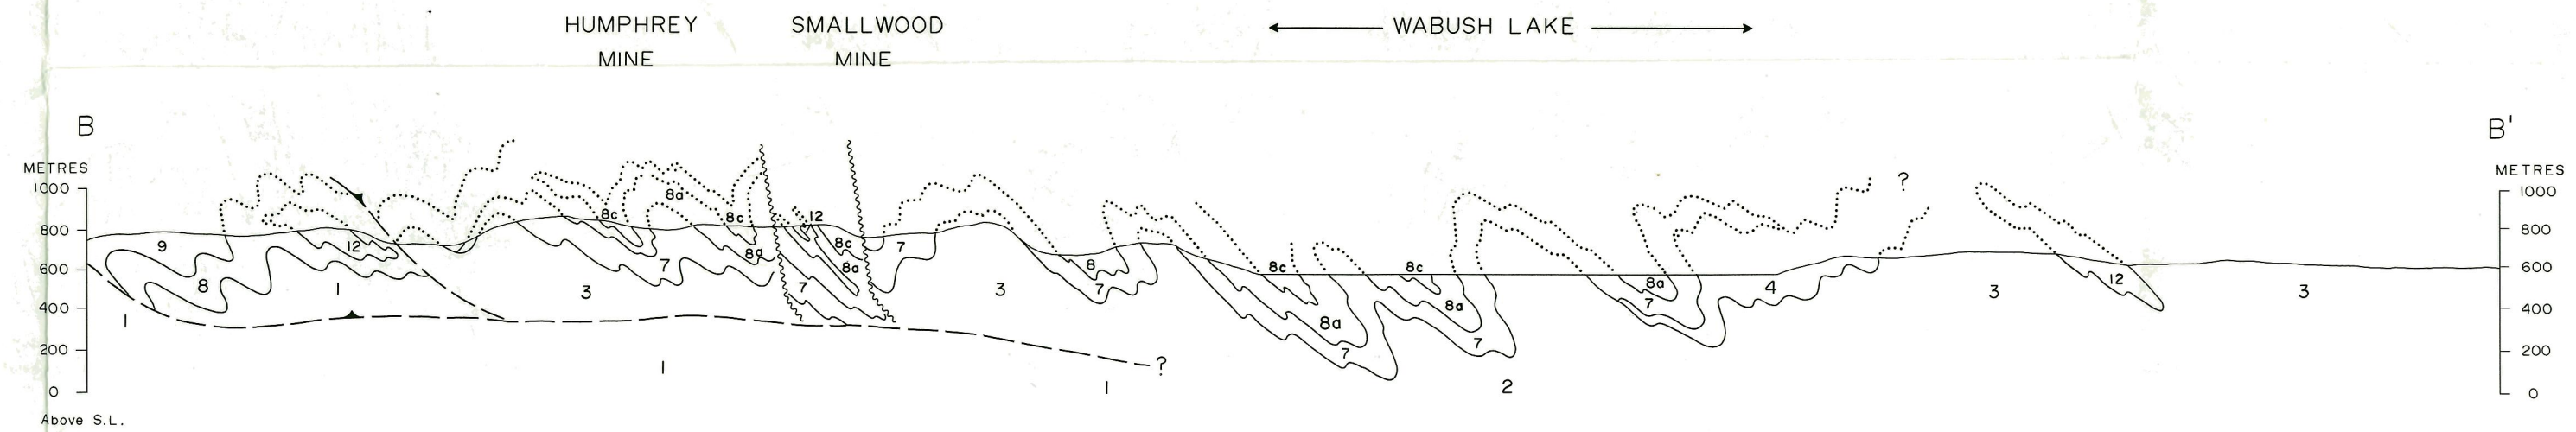 HUMPHREY MINE
SMALLWOOD MINE
WABUSH LAKE
B
B'
METRES
1000
800
600
400
200
0
Above S.L.
METRES
1000
800
600
400
200
0
9
8
1
1
12
3
8c
8a
8c
8a
7
12
8c
8a
7
7
1
3
8
7
?
1
8c
8a
7
8c
8a
7
2
8a
7
4
?
3
12
3